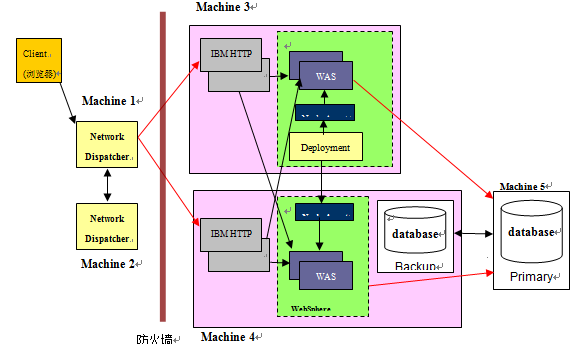 Client
(浏览器)
Machine 1
Network
Dispatcher
Network
Dispatcher
Machine 2
防火墙
Machine 3
IBM HTTP
WAS
Deployment
IBM HTTP
WAS
WebSphere
Machine 4
database
Backup
Machine 5
database
Primary